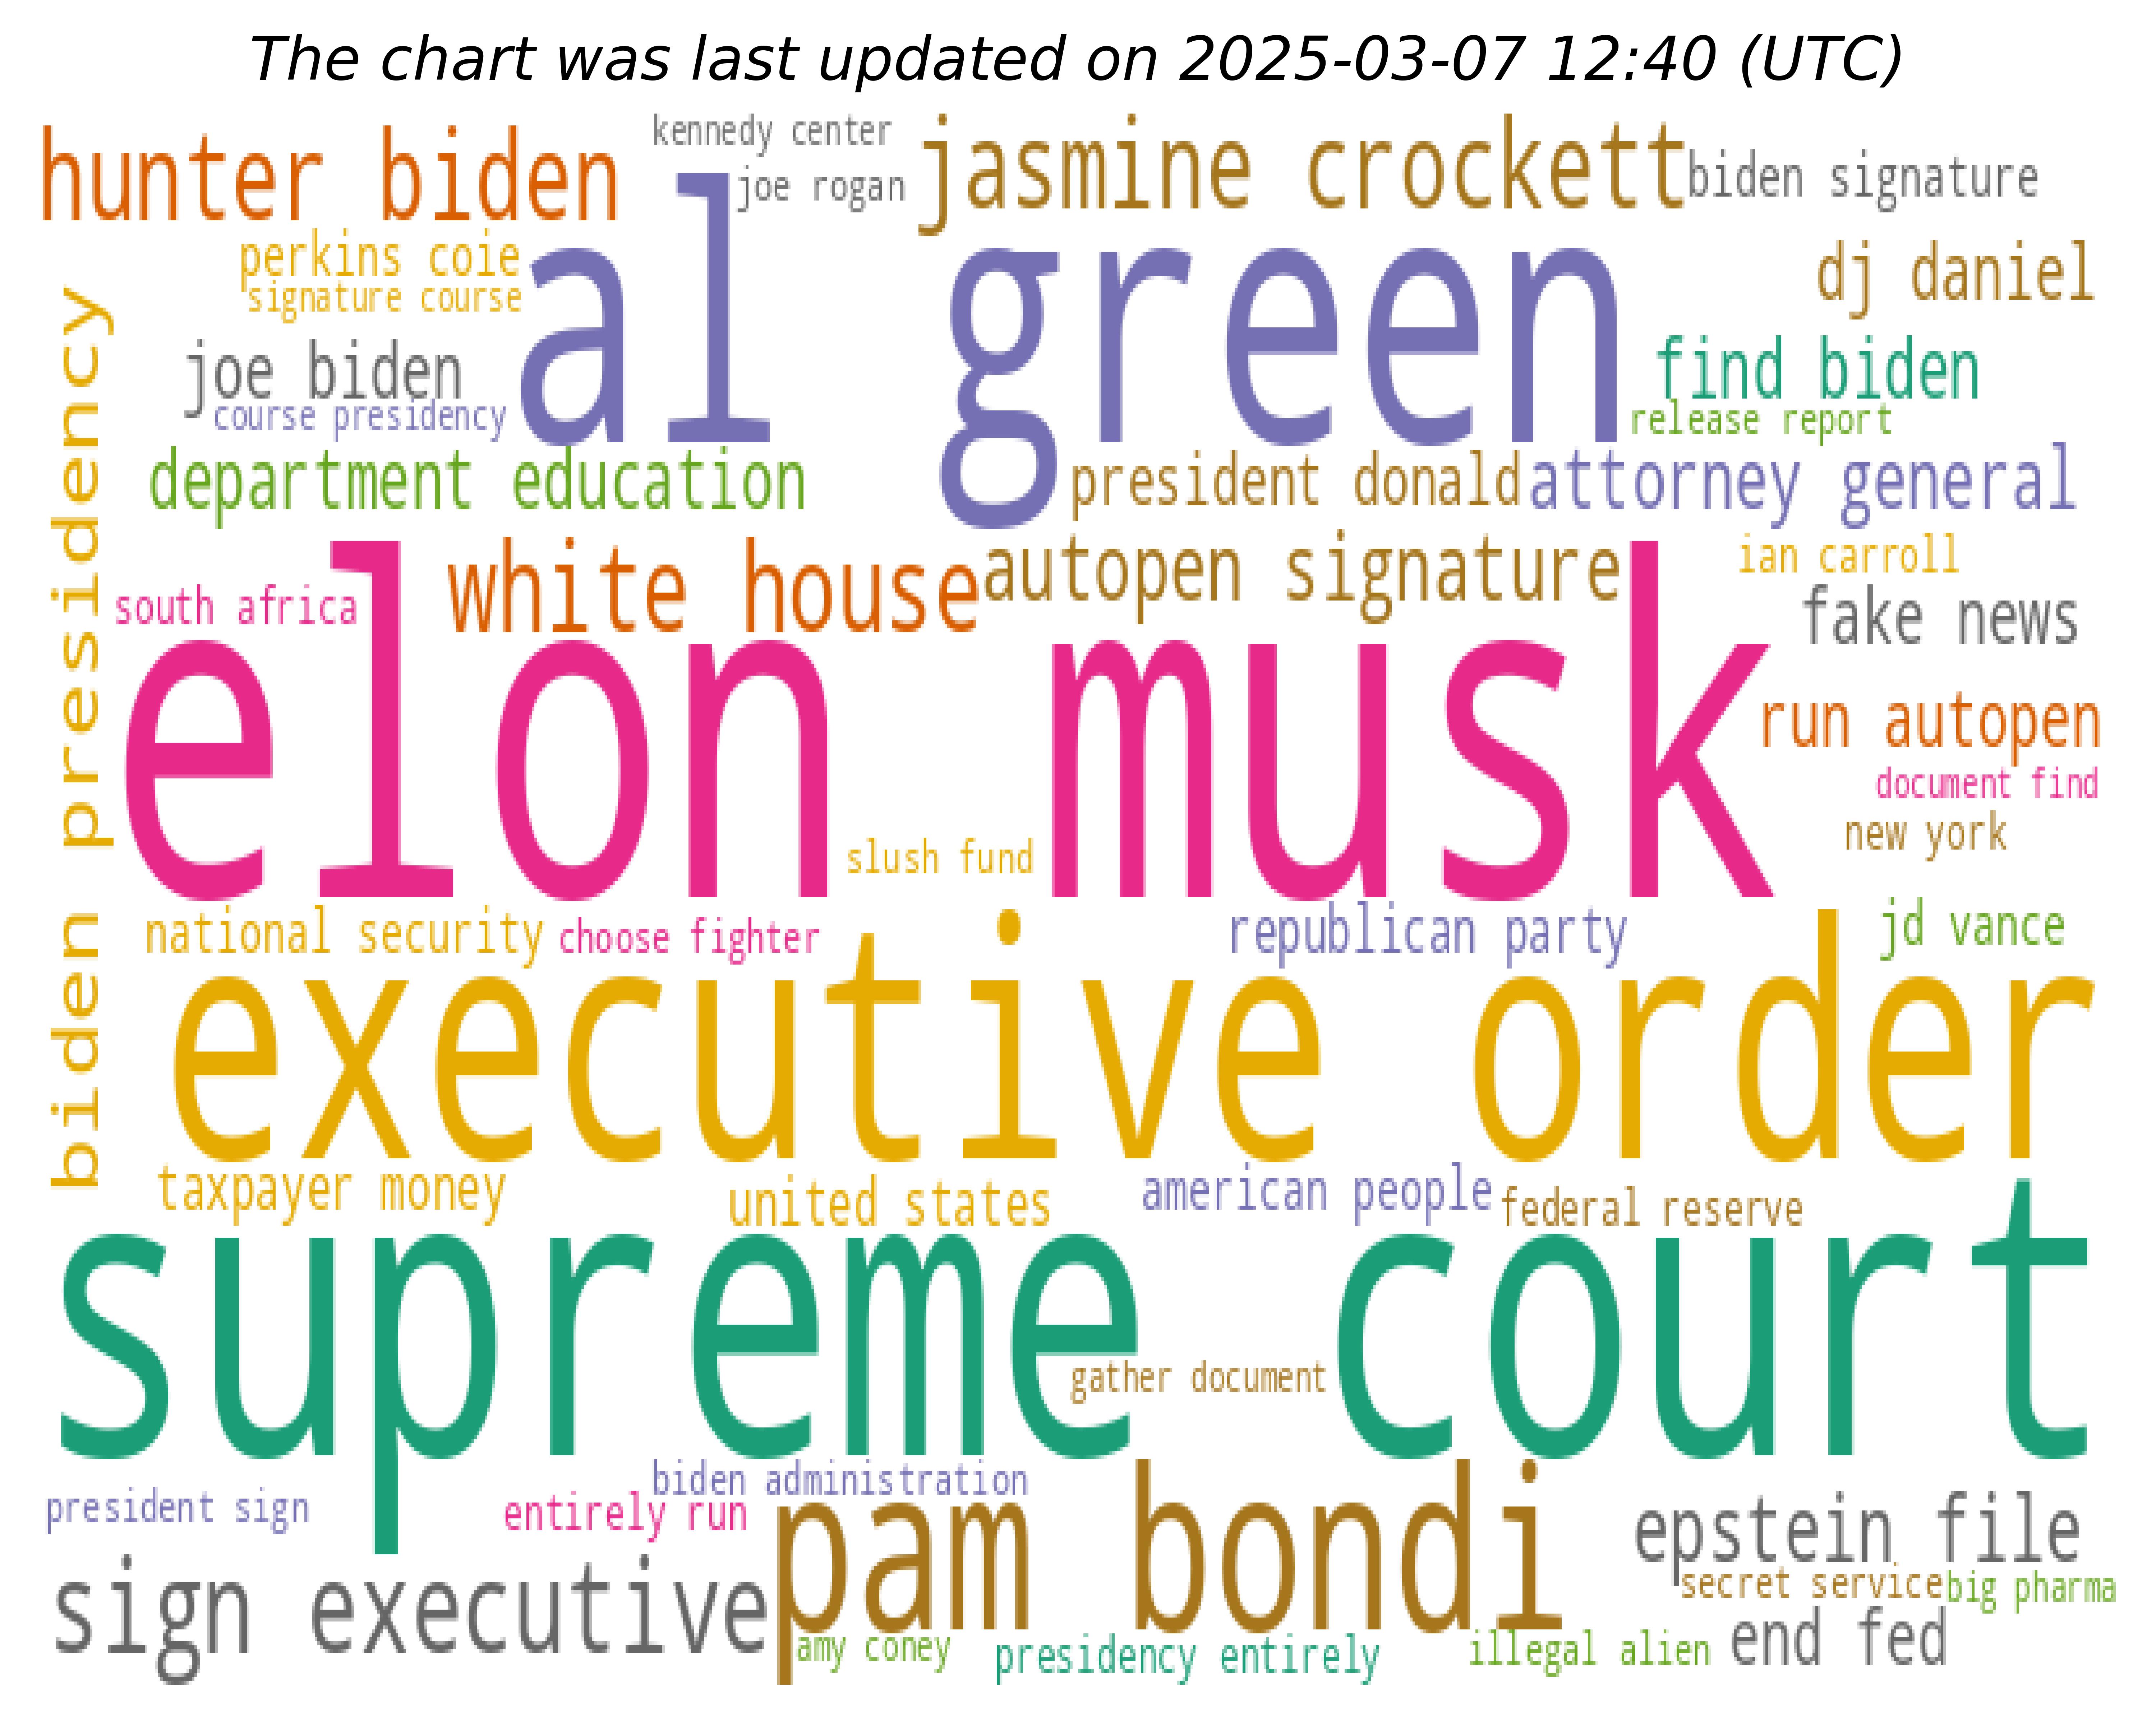 The chart was last updated on 2025-03-07 12:40 (UTC)
hunter biden
kennedy center
joe rogan
jasmine crockett
biden signature
perkins coie
signature course
al green
dj daniel
joe biden
course presidency
find biden
release report
department education
president donald
attorney general
biden presidency
south africa
white house
autopen signature
ian carroll
fake news
elon musk
run autopen
document find
new york
slush fund
national security
choose fighter
republican party
jd vance
executive order
taxpayer money
united states
american people
federal reserve
supreme court
gather document
president sign
entirely run
biden administration
pam bondi
epstein file
secret service
big pharma
sign executive
amy coney
presidency entirely
illegal alien
end fed